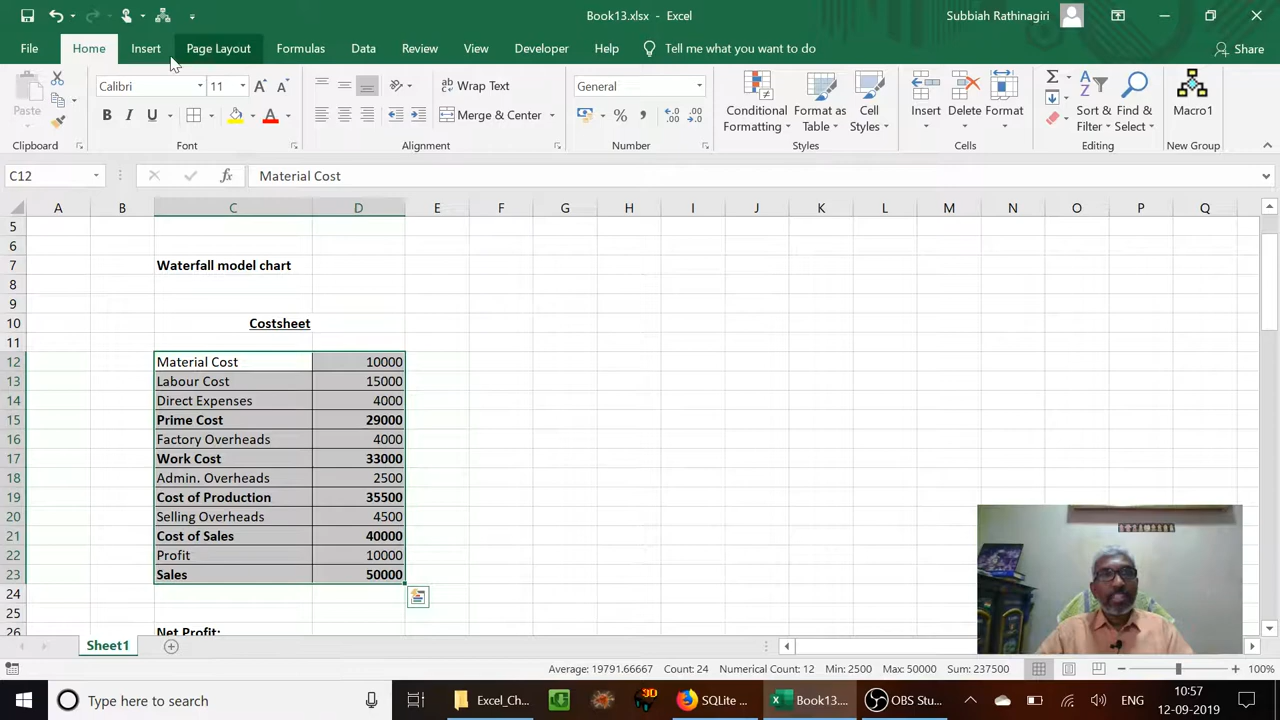 Book13.xlsx - Excel
Subbiah Rathinagiri
File Home Insert Page Layout Formulas Data Review View Developer Help Tell me what you want to do Share
Paste
Clipboard
Calibri 11
B I U A
Font
Wrap Text
Merge & Center
Alignment
General
%
Number
Conditional Formatting
Format as Table
Cell Styles
Styles
Insert Delete Format
Cells
Sort & Filter
Find & Select
Editing
Macro1
New Group
C12 fx Material Cost
A B C D E F G H I J K L M N O P Q
5
6
7 Waterfall model chart
8
9
10 Costsheet
11
12 Material Cost 10000
13 Labour Cost 15000
14 Direct Expenses 4000
15 Prime Cost 29000
16 Factory Overheads 4000
17 Work Cost 33000
18 Admin. Overheads 2500
19 Cost of Production 35500
20 Selling Overheads 4500
21 Cost of Sales 40000
22 Profit 10000
23 Sales 50000
24
25
26 Net Profit:
Sheet1
Average: 19791.66667 Count: 24 Numerical Count: 12 Min: 2500 Max: 50000 Sum: 237500 100%
Type here to search
Excel_Ch...
3D
SQLite ...
Book13....
OBS Stu...
ENG
10:57
12-09-2019